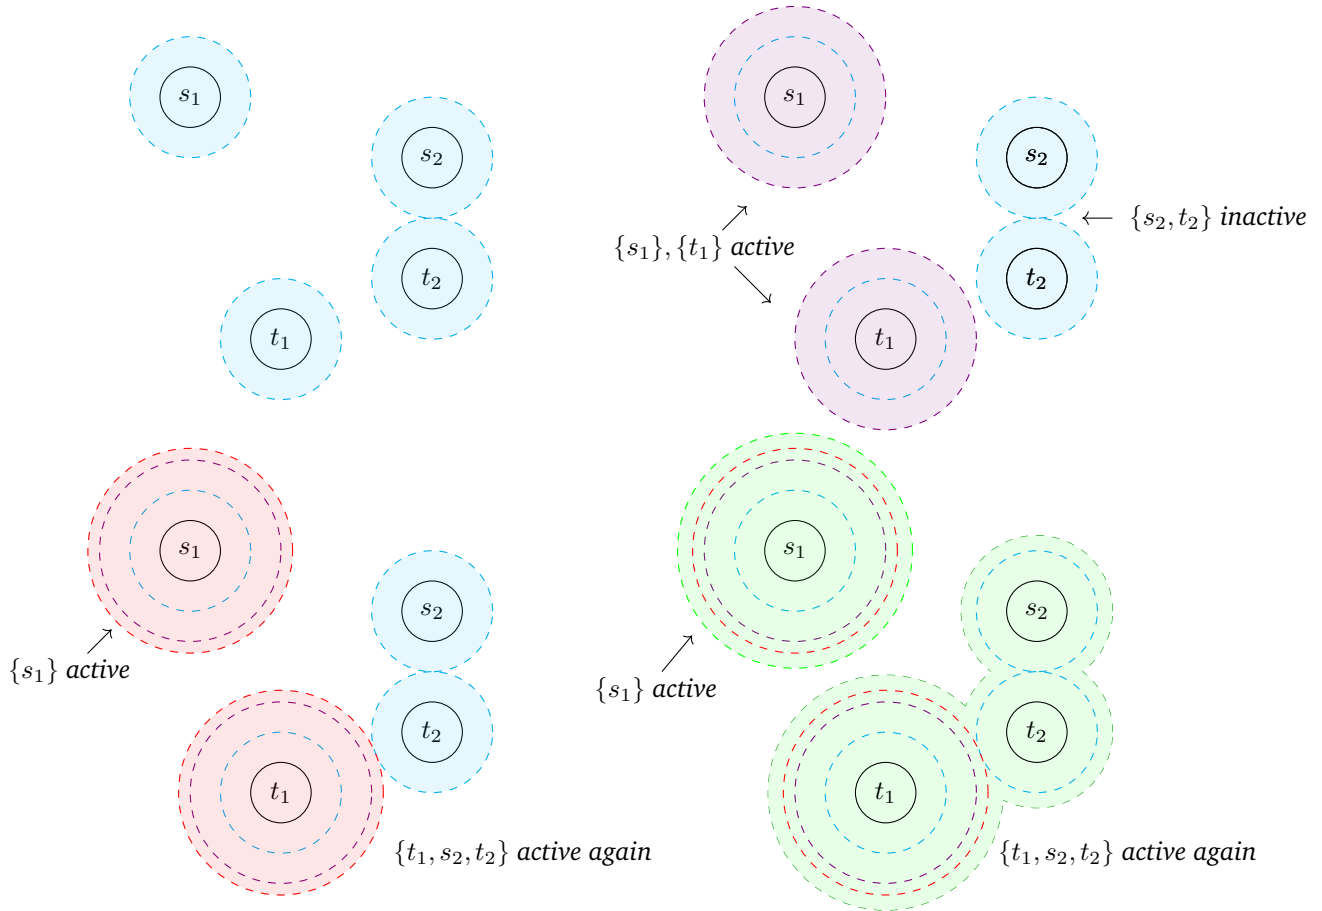 s₁
s₂
t₂
t₁
s₁
s₂
{s₂, t₂} inactive
{s₁}, {t₁} active
t₂
t₁
s₁
s₂
{s₁} active
t₂
t₁
{t₁, s₂, t₂} active again
s₁
s₂
{s₁} active
t₂
t₁
{t₁, s₂, t₂} active again